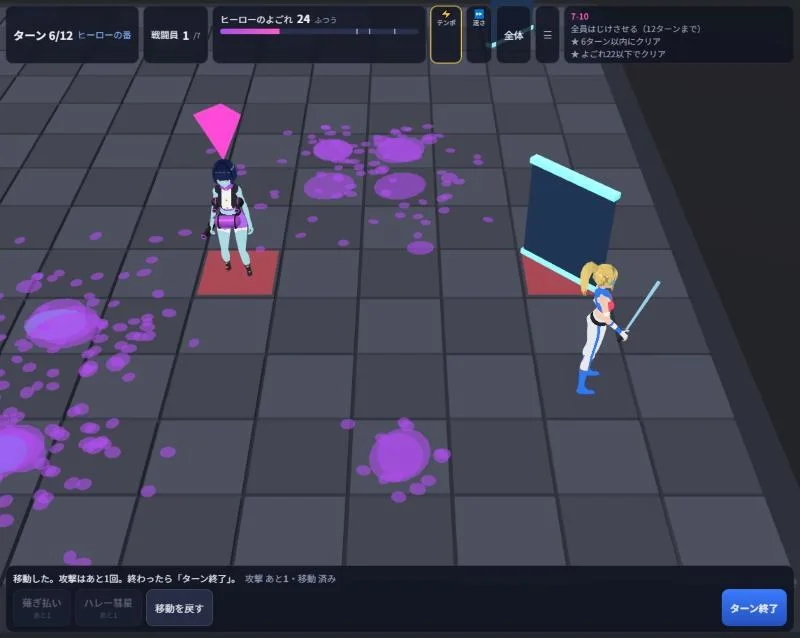 ターン 6/12 ヒーローの番
戦闘員 1 /7
ヒーローのよごれ 24 ふつう
⚡
テンポ
⏩
速さ
全体
☰
7-10
全員はじけさせる（12ターンまで）
★ 6ターン以内にクリア
★ よごれ22以下でクリア
移動した。攻撃はあと1回。終わったら「ターン終了」。 攻撃 あと1・移動 済み
薙ぎ払い
あと1
ハレー彗星
あと1
移動を戻す
ターン終了